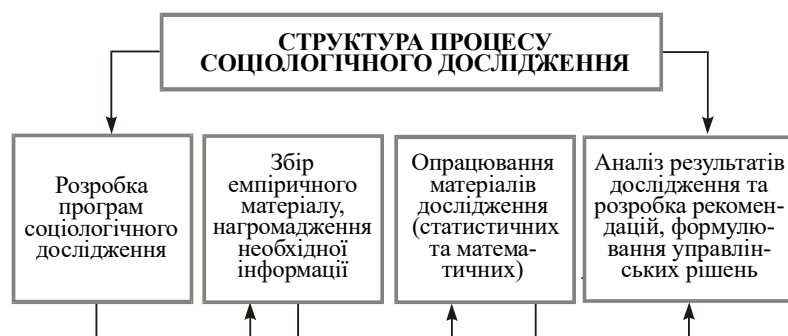 СТРУКТУРА ПРОЦЕСУ
СОЦІОЛОГІЧНОГО ДОСЛІДЖЕННЯ
Розробка
програм
соціологічного
дослідження
Збір
емпіричного
матеріалу,
нагромадження
необхідної
інформації
Опрацювання
матеріалів
дослідження
(статистичних
та матема-
тичних)
Аналіз результатів
дослідження та
розробка рекомен-
дацій, формулю-
вання управлін-
ських рішень